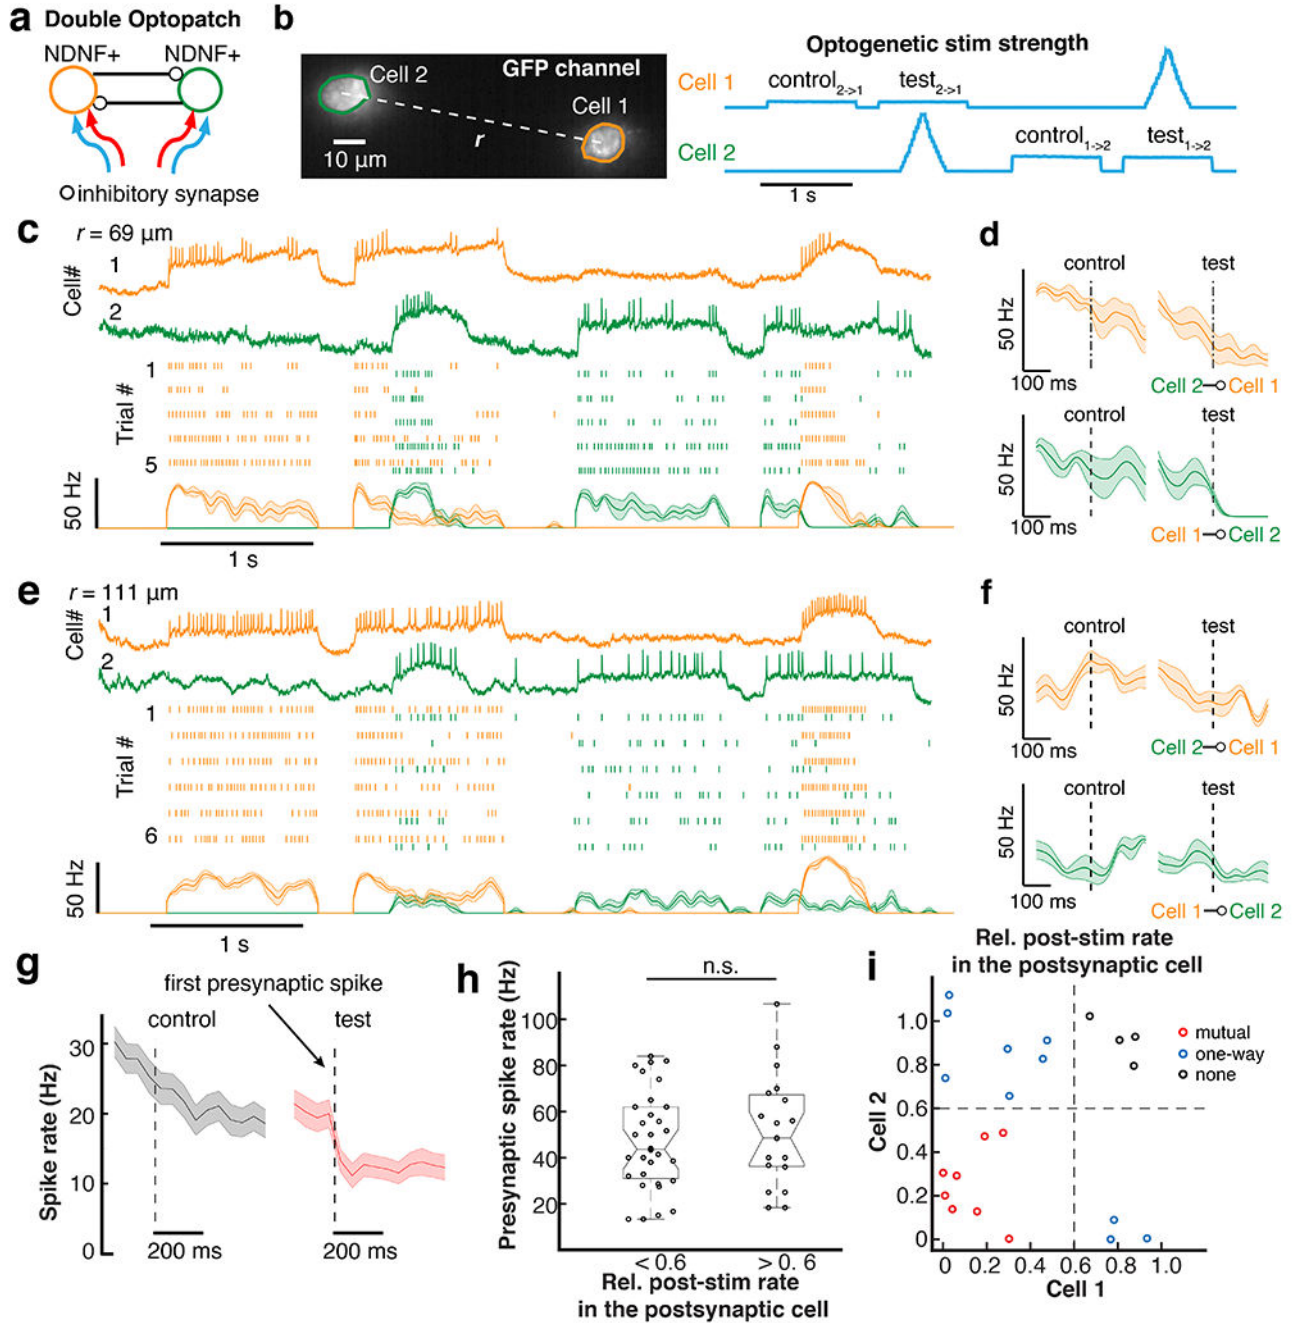 a
Double Optopatch
NDNF+ NDNF+
inhibitory synapse
b
GFP channel
Cell 2
Cell 1
r
10 µm
Optogenetic stim strength
Cell 1
control2->1 test2->1
Cell 2
control1->2 test1->2
1 s
c
r = 69 µm
Cell#
1
2
Trial #
1
5
50 Hz
1 s
d
control test
50 Hz
100 ms
Cell 2 Cell 1
control test
50 Hz
100 ms
Cell 1 Cell 2
e
r = 111 µm
Cell#
1
2
Trial #
1
6
50 Hz
1 s
f
control test
50 Hz
100 ms
Cell 2 Cell 1
control test
50 Hz
100 ms
Cell 1 Cell 2
g
first presynaptic spike
control test
Spike rate (Hz)
30
20
10
0
200 ms 200 ms
h
n.s.
Presynaptic spike rate (Hz)
100
80
60
40
20
< 0.6 > 0. 6
Rel. post-stim rate
in the postsynaptic cell
i
Rel. post-stim rate
in the postsynaptic cell
Cell 2
1.0
0.8
0.6
0.4
0.2
0
mutual
one-way
none
0 0.2 0.4 0.6 0.8 1.0
Cell 1